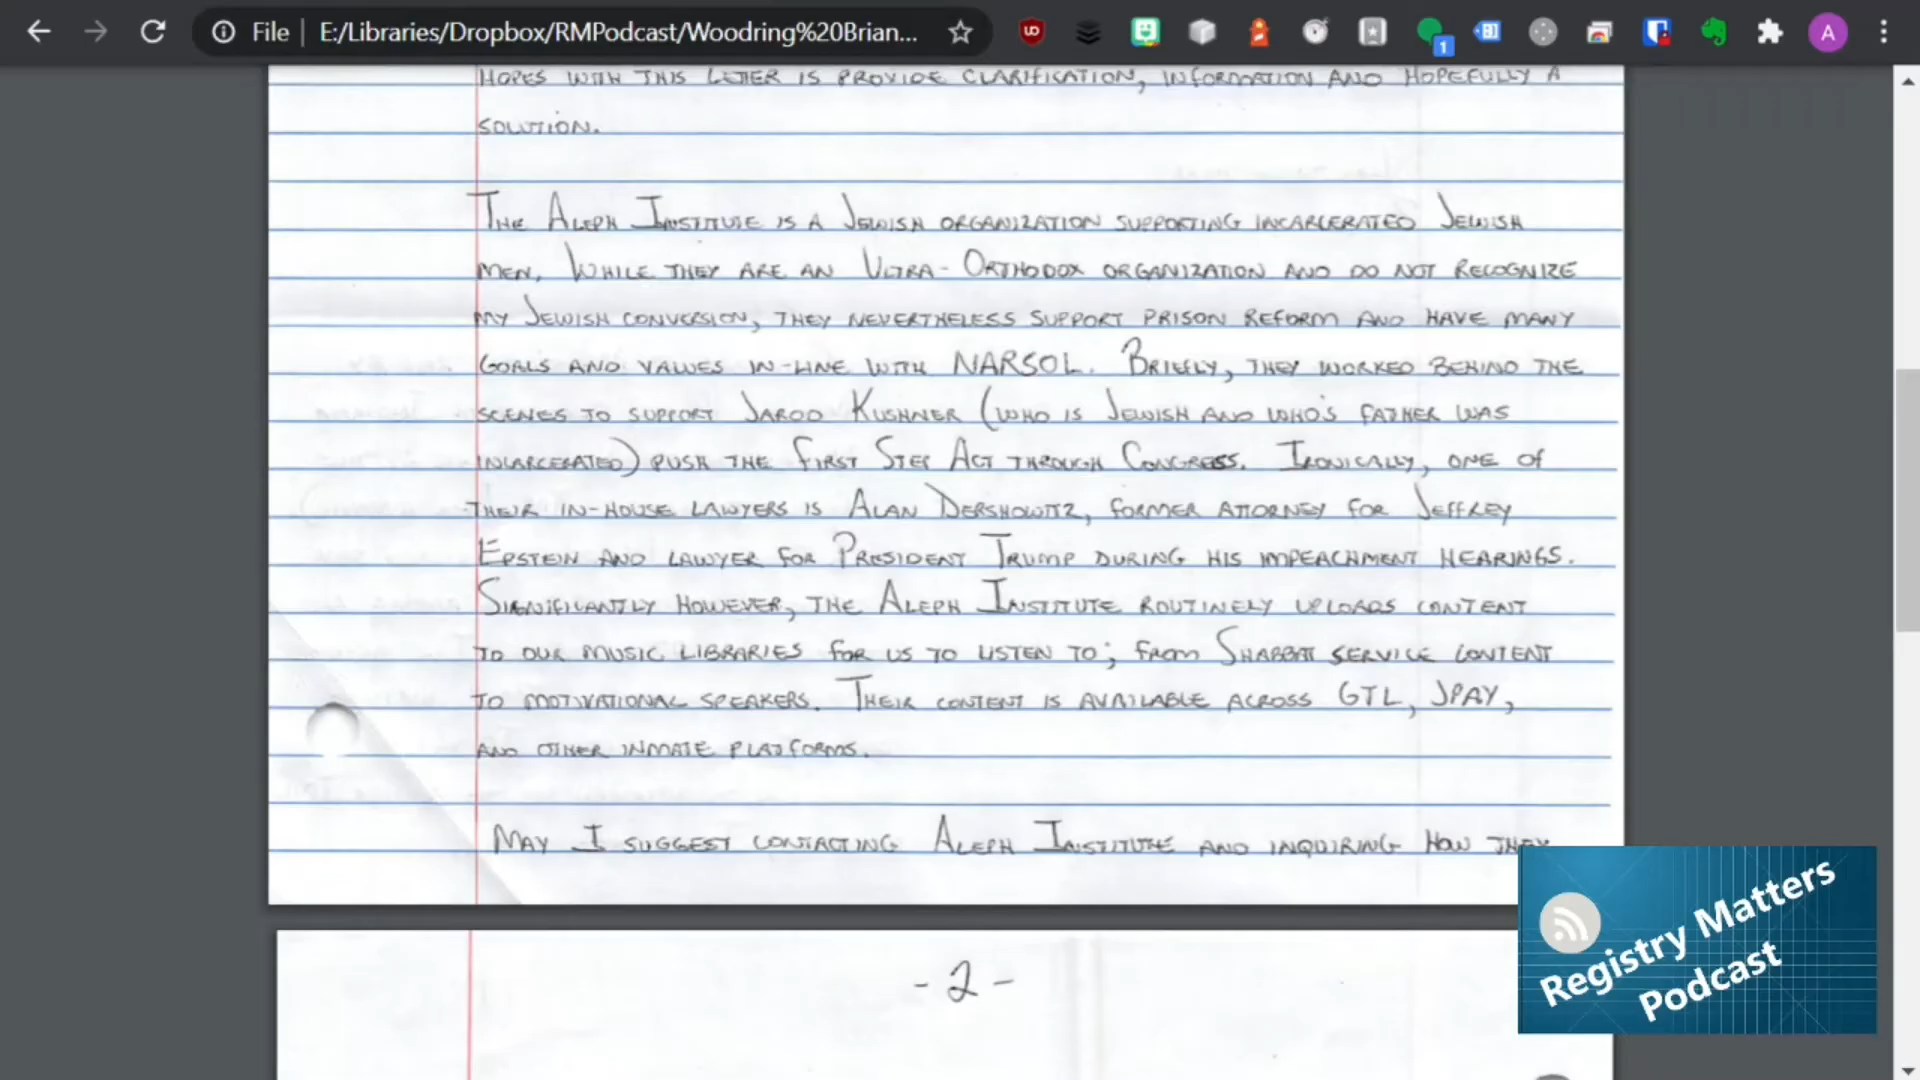 File E:/Libraries/Dropbox/RMPodcast/Woodring%20Brian...
UD
1
A
HOPES WITH THIS LETTER IS PROVIDE CLARIFICATION, INFORMATION AND HOPEFULLY A
SOLUTION.
THE ALEPH INSTITUTE IS A JEWISH ORGANIZATION SUPPORTING INCARCERATED JEWISH
MEN. WHILE THEY ARE AN ULTRA-ORTHODOX ORGANIZATION AND DO NOT RECOGNIZE
MY JEWISH CONVERSION, THEY NEVERTHELESS SUPPORT PRISON REFORM AND HAVE MANY
GOALS AND VALUES IN-LINE WITH NARSOL. BRIEFLY, THEY WORKED BEHIND THE
SCENES TO SUPPORT JAROD KUSHNER (WHO IS JEWISH AND WHO'S FATHER WAS
INCARCERATED) PUSH THE FIRST STEP ACT THROUGH CONGRESS. IRONICALLY, ONE OF
THEIR IN-HOUSE LAWYERS IS ALAN DERSHOWITZ, FORMER ATTORNEY FOR JEFFREY
EPSTEIN AND LAWYER FOR PRESIDENT TRUMP DURING HIS IMPEACHMENT HEARINGS.
SIGNIFICANTLY HOWEVER, THE ALEPH INSTITUTE ROUTINELY UPLOADS CONTENT
TO OUR MUSIC LIBRARIES FOR US TO LISTEN TO; FROM SHABBAT SERVICE CONTENT
TO MOTIVATIONAL SPEAKERS. THEIR CONTENT IS AVAILABLE ACROSS GTL, JPAY,
AND OTHER INMATE PLATFORMS.
MAY I SUGGEST CONTACTING ALEPH INSTITUTE AND INQUIRING HOW THEY
-2-
Registry Matters
Podcast